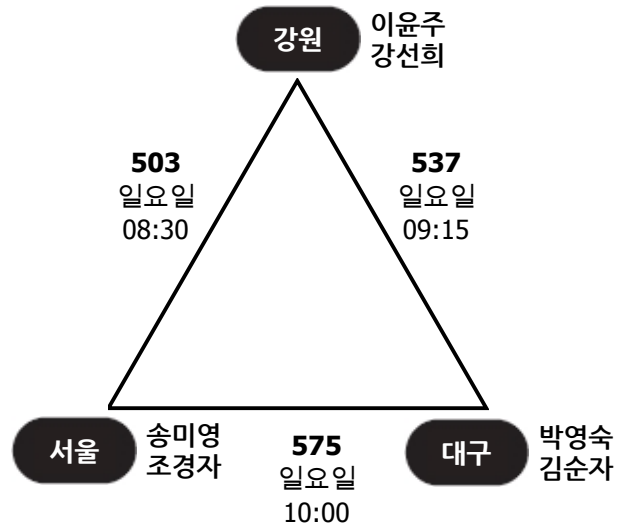 강원
이윤주
강선희
503
일요일
08:30
537
일요일
09:15
서울
송미영
조경자
575
일요일
10:00
대구
박영숙
김순자